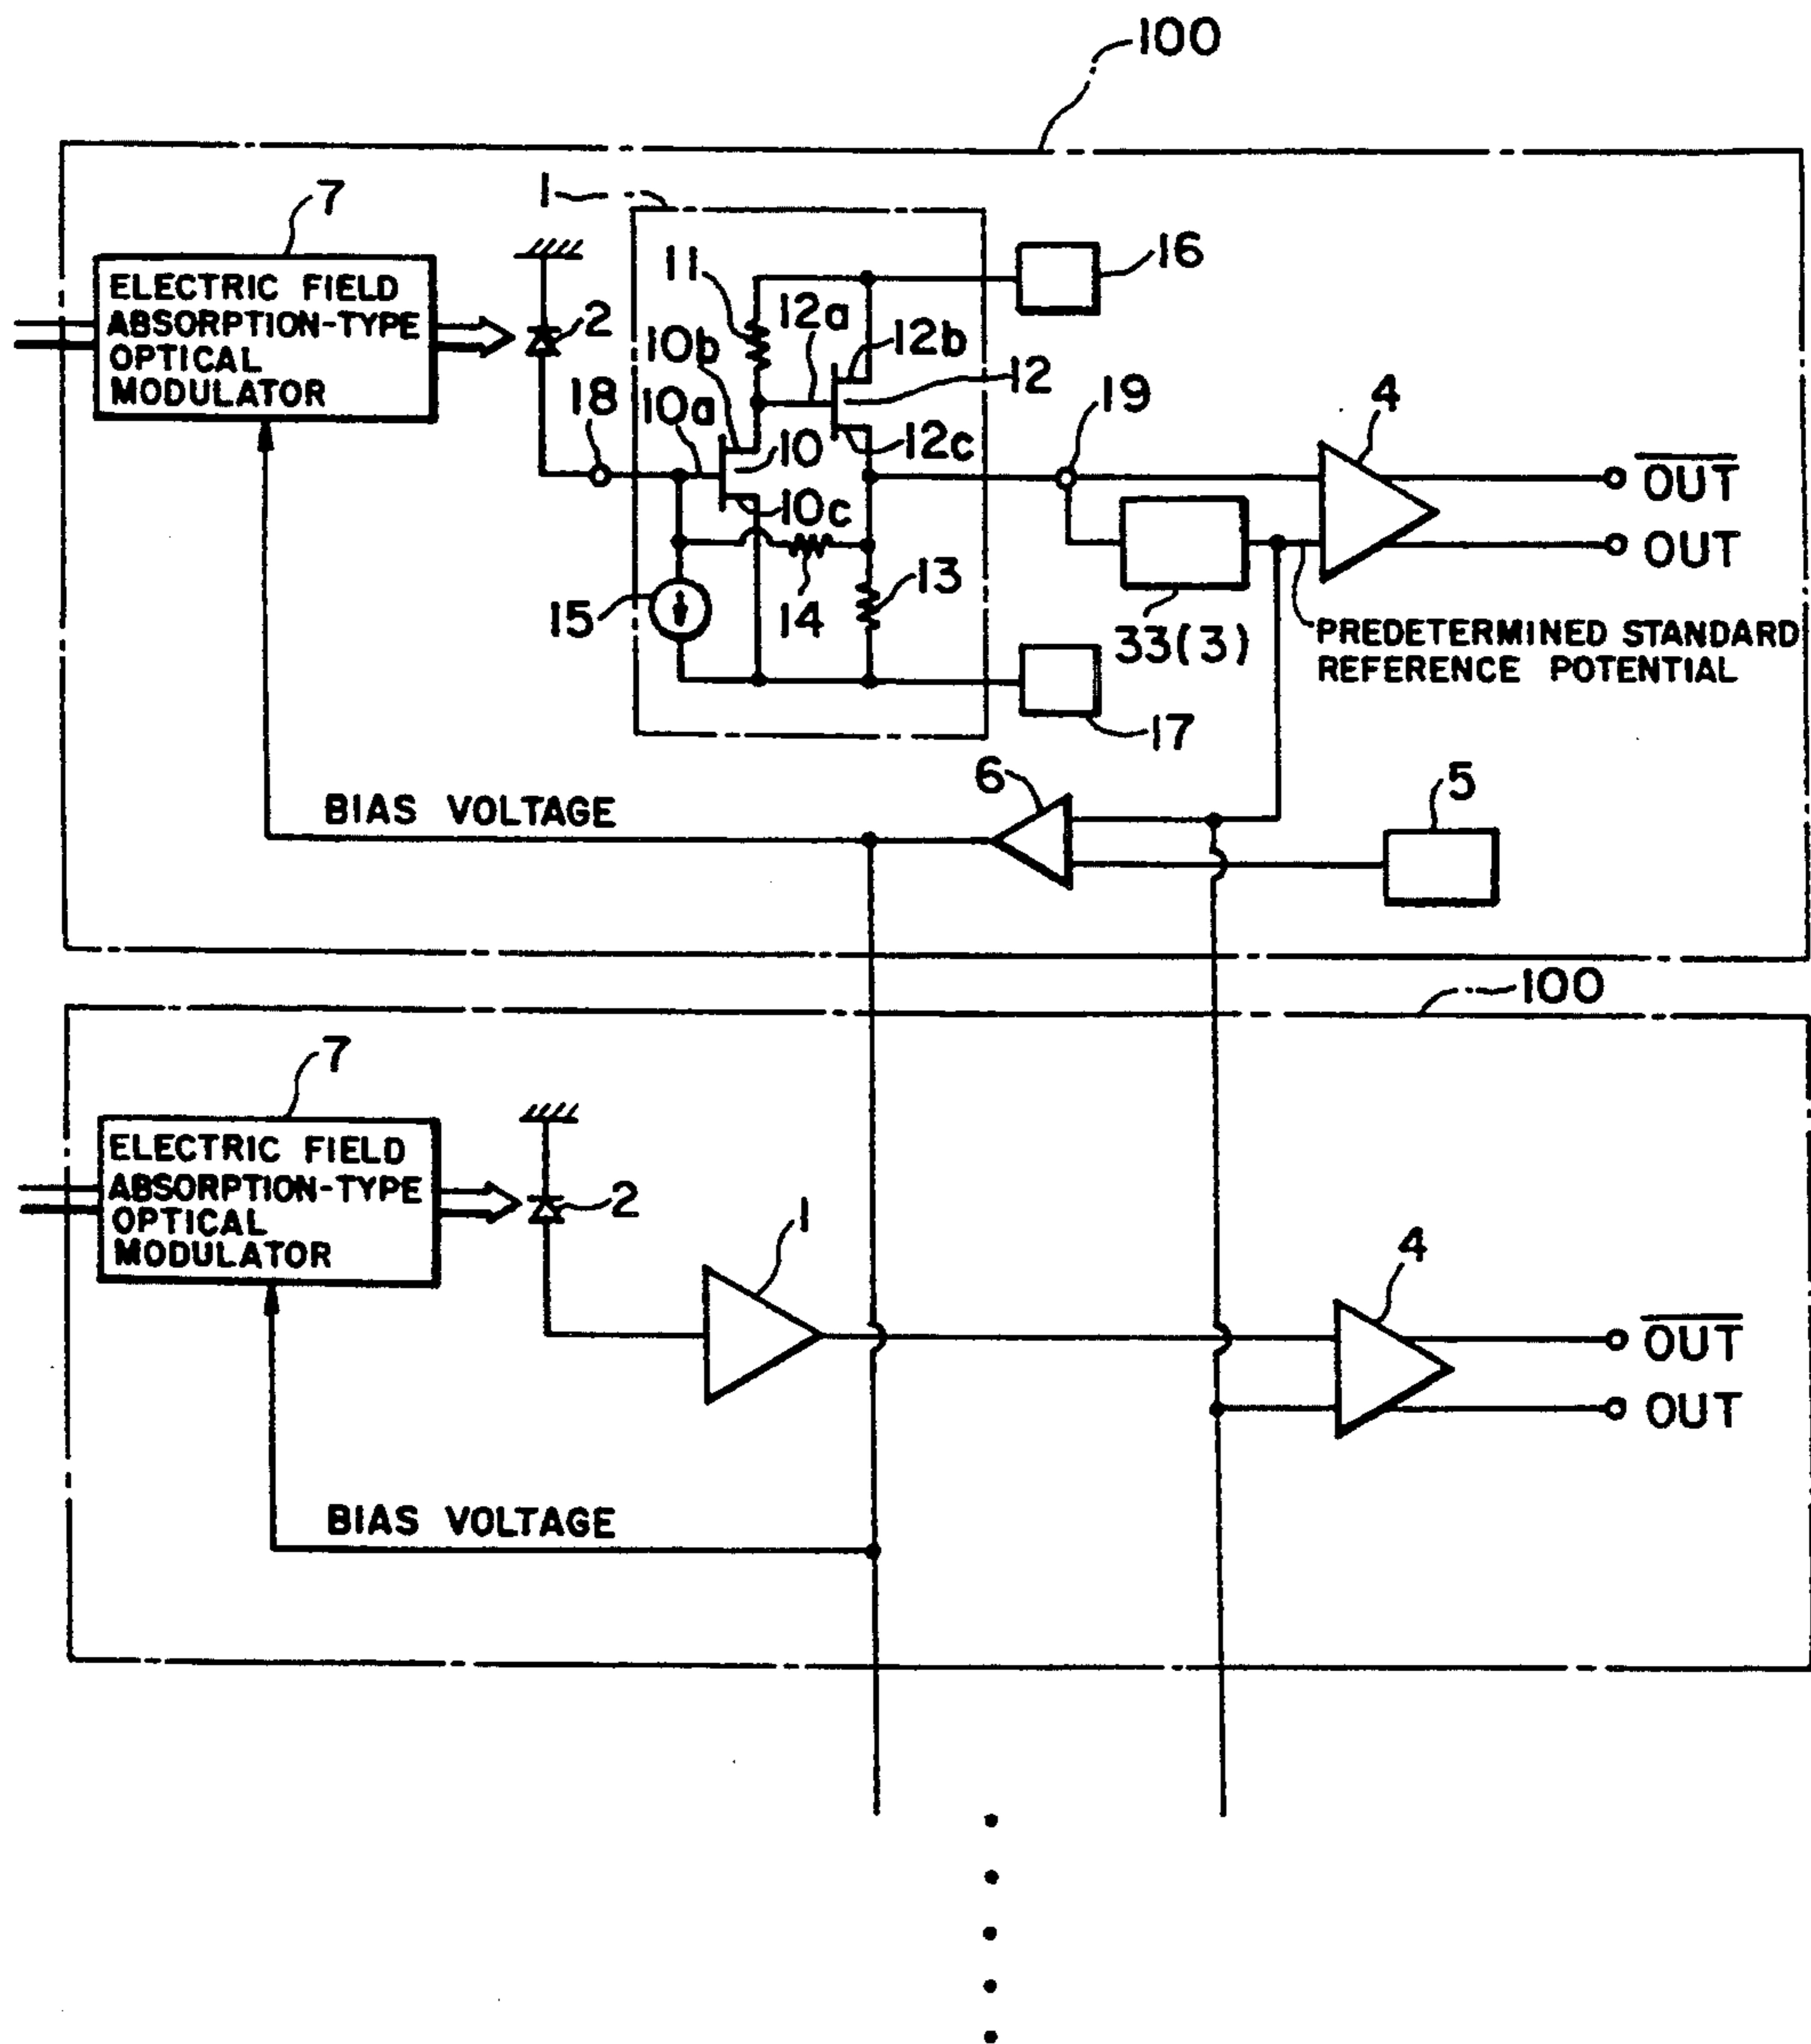 100
7
1
ELECTRIC FIELD
ABSORPTION-TYPE
OPTICAL
MODULATOR
2
11
12a
10b
12b
16
12
18
10a
10
12c
19
4
OUT
10c
OUT
15
14
13
33(3)
PREDETERMINED STANDARD
REFERENCE POTENTIAL
17
6
5
BIAS VOLTAGE
100
7
ELECTRIC FIELD
ABSORPTION-TYPE
OPTICAL
MODULATOR
2
1
4
OUT
OUT
BIAS VOLTAGE